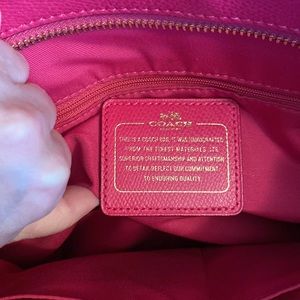 COACH
THIS IS A COACH BAG. IT WAS HANDCRAFTED
FROM THE FINEST MATERIALS. ITS
SUPERIOR CRAFTSMANSHIP AND ATTENTION
TO DETAIL REFLECT OUR COMMITMENT
TO ENDURING QUALITY.